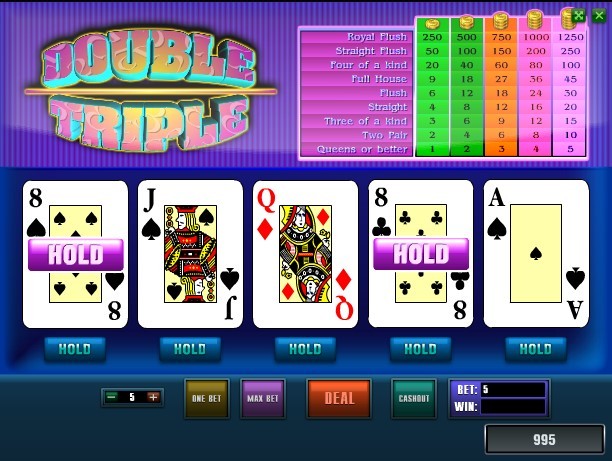 DOUBLE
TRIPLE
Royal Flush 250 500 750 1000 1250
Straight Flush 50 100 150 200 250
Four of a kind 20 40 60 80 100
Full House 9 18 27 36 45
Flush 6 12 18 24 30
Straight 4 8 12 16 20
Three of a kind 3 6 9 12 15
Two Pair 2 4 6 8 10
Queens or better 1 2 3 4 5
8 J Q 8 A
HOLD HOLD
8 J Q 8 A
HOLD HOLD HOLD HOLD HOLD
- 5 + ONE BET MAX BET DEAL CASHOUT BET: 5
WIN:
995